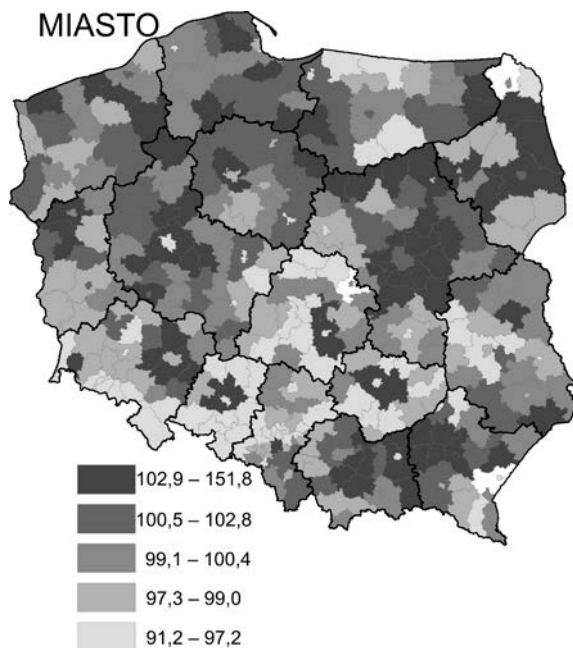 MIASTO
102,9 – 151,8
100,5 – 102,8
99,1 – 100,4
97,3 – 99,0
91,2 – 97,2